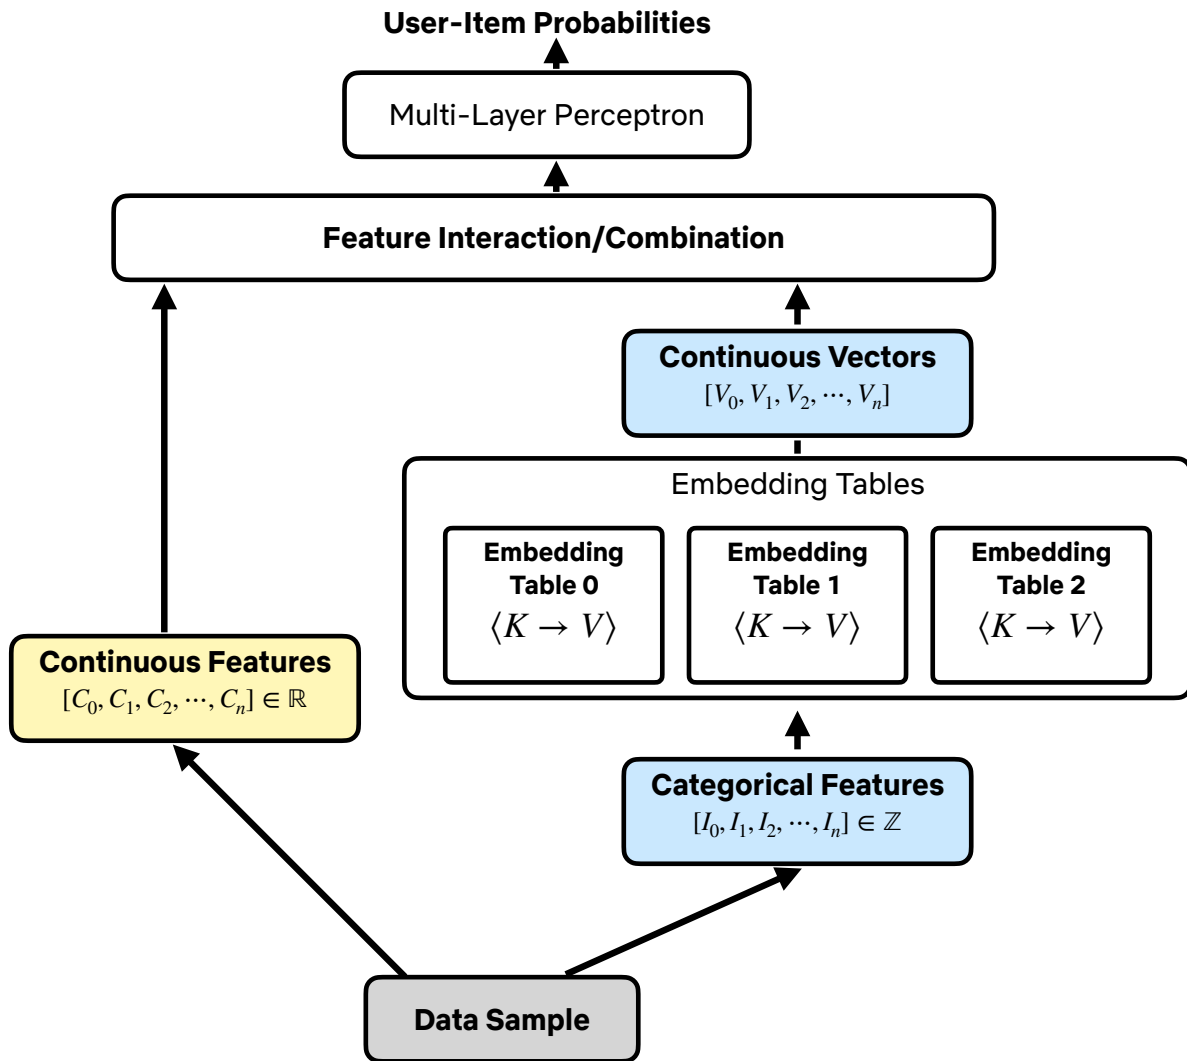 User-Item Probabilities
Multi-Layer Perceptron
Feature Interaction/Combination
Continuous Vectors
[V₀, V₁, V₂, ⋯, Vₙ]
Embedding Tables
Embedding
Table 0
⟨K → V⟩
Embedding
Table 1
⟨K → V⟩
Embedding
Table 2
⟨K → V⟩
Continuous Features
[C₀, C₁, C₂, ⋯, Cₙ] ∈ ℝ
Categorical Features
[I₀, I₁, I₂, ⋯, Iₙ] ∈ ℤ
Data Sample